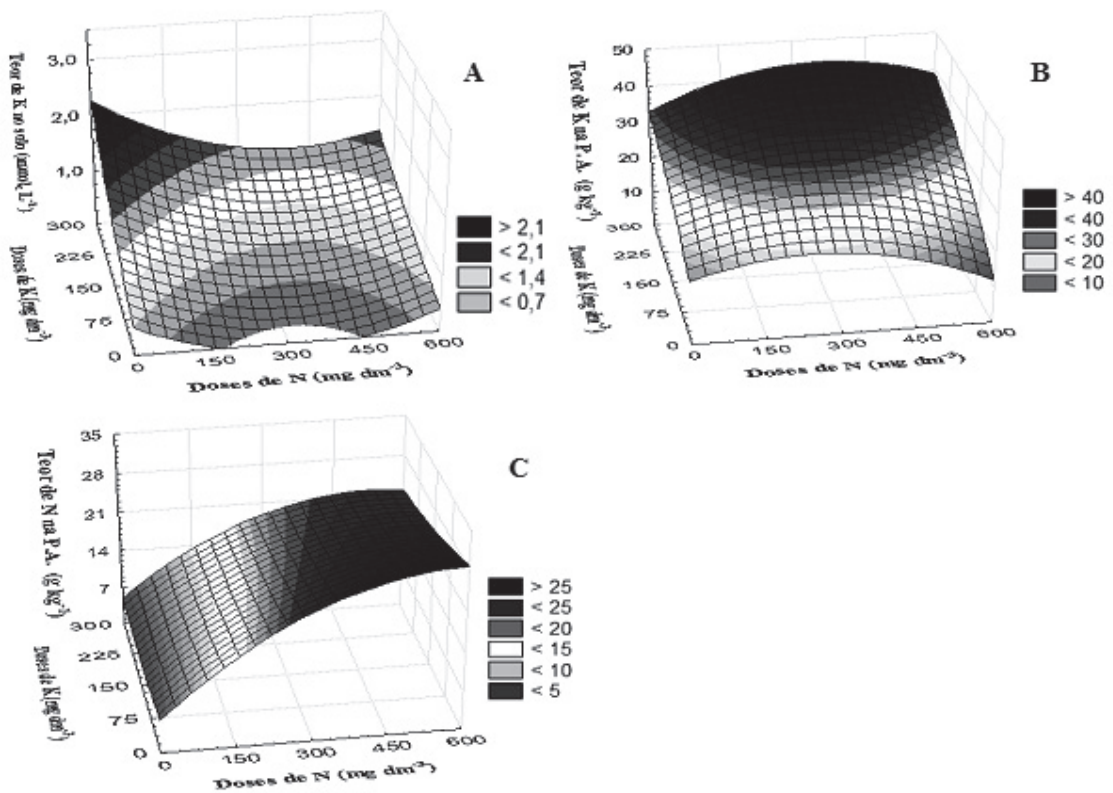 A
Teor de K no solo (mmolc L-1)
3,0
2,0
1,0
300
225
150
75
0
Doses de K (mg dm-3)
0 150 300 450 600
Doses de N (mg dm-3)
> 2,1
< 2,1
< 1,4
< 0,7
B
Teor de K na P.A. (g kg-1)
50
40
30
20
10
300
225
150
75
0
Doses de K (mg dm-3)
0 150 300 450 600
Doses de N (mg dm-3)
> 40
< 40
< 30
< 20
< 10
C
Teor de N na P.A. (g kg-1)
35
28
21
14
7
300
225
150
75
0
Doses de K (mg dm-3)
0 150 300 450 600
Doses de N (mg dm-3)
> 25
< 25
< 20
< 15
< 10
< 5